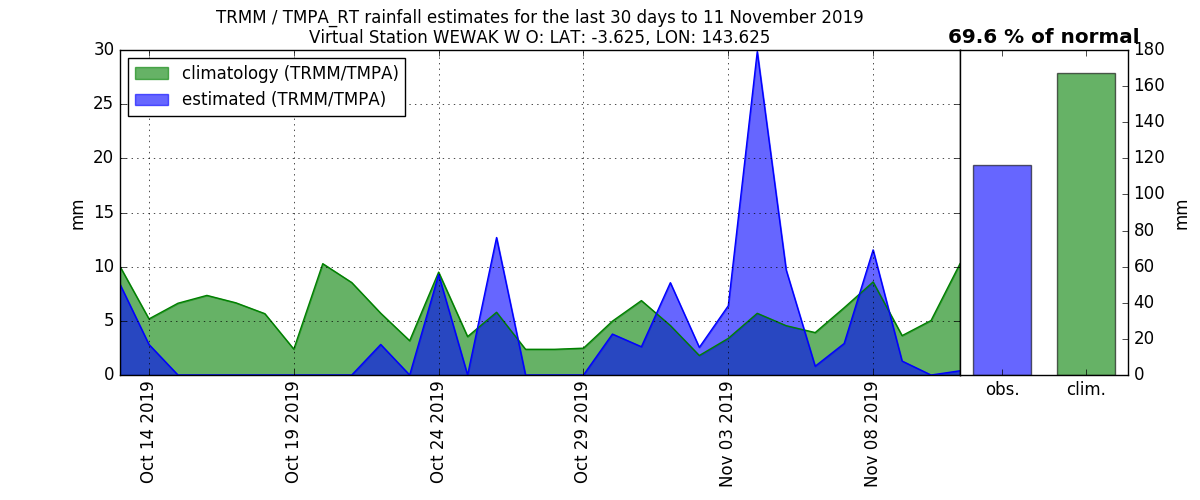 TRMM / TMPA_RT rainfall estimates for the last 30 days to 11 November 2019
Virtual Station WEWAK W O: LAT: -3.625, LON: 143.625
69.6 % of normal
climatology (TRMM/TMPA)
estimated (TRMM/TMPA)
mm
30
25
20
15
10
5
0
Oct 14 2019
Oct 19 2019
Oct 24 2019
Oct 29 2019
Nov 03 2019
Nov 08 2019
obs.
clim.
180
160
140
120
100
80
60
40
20
0
mm